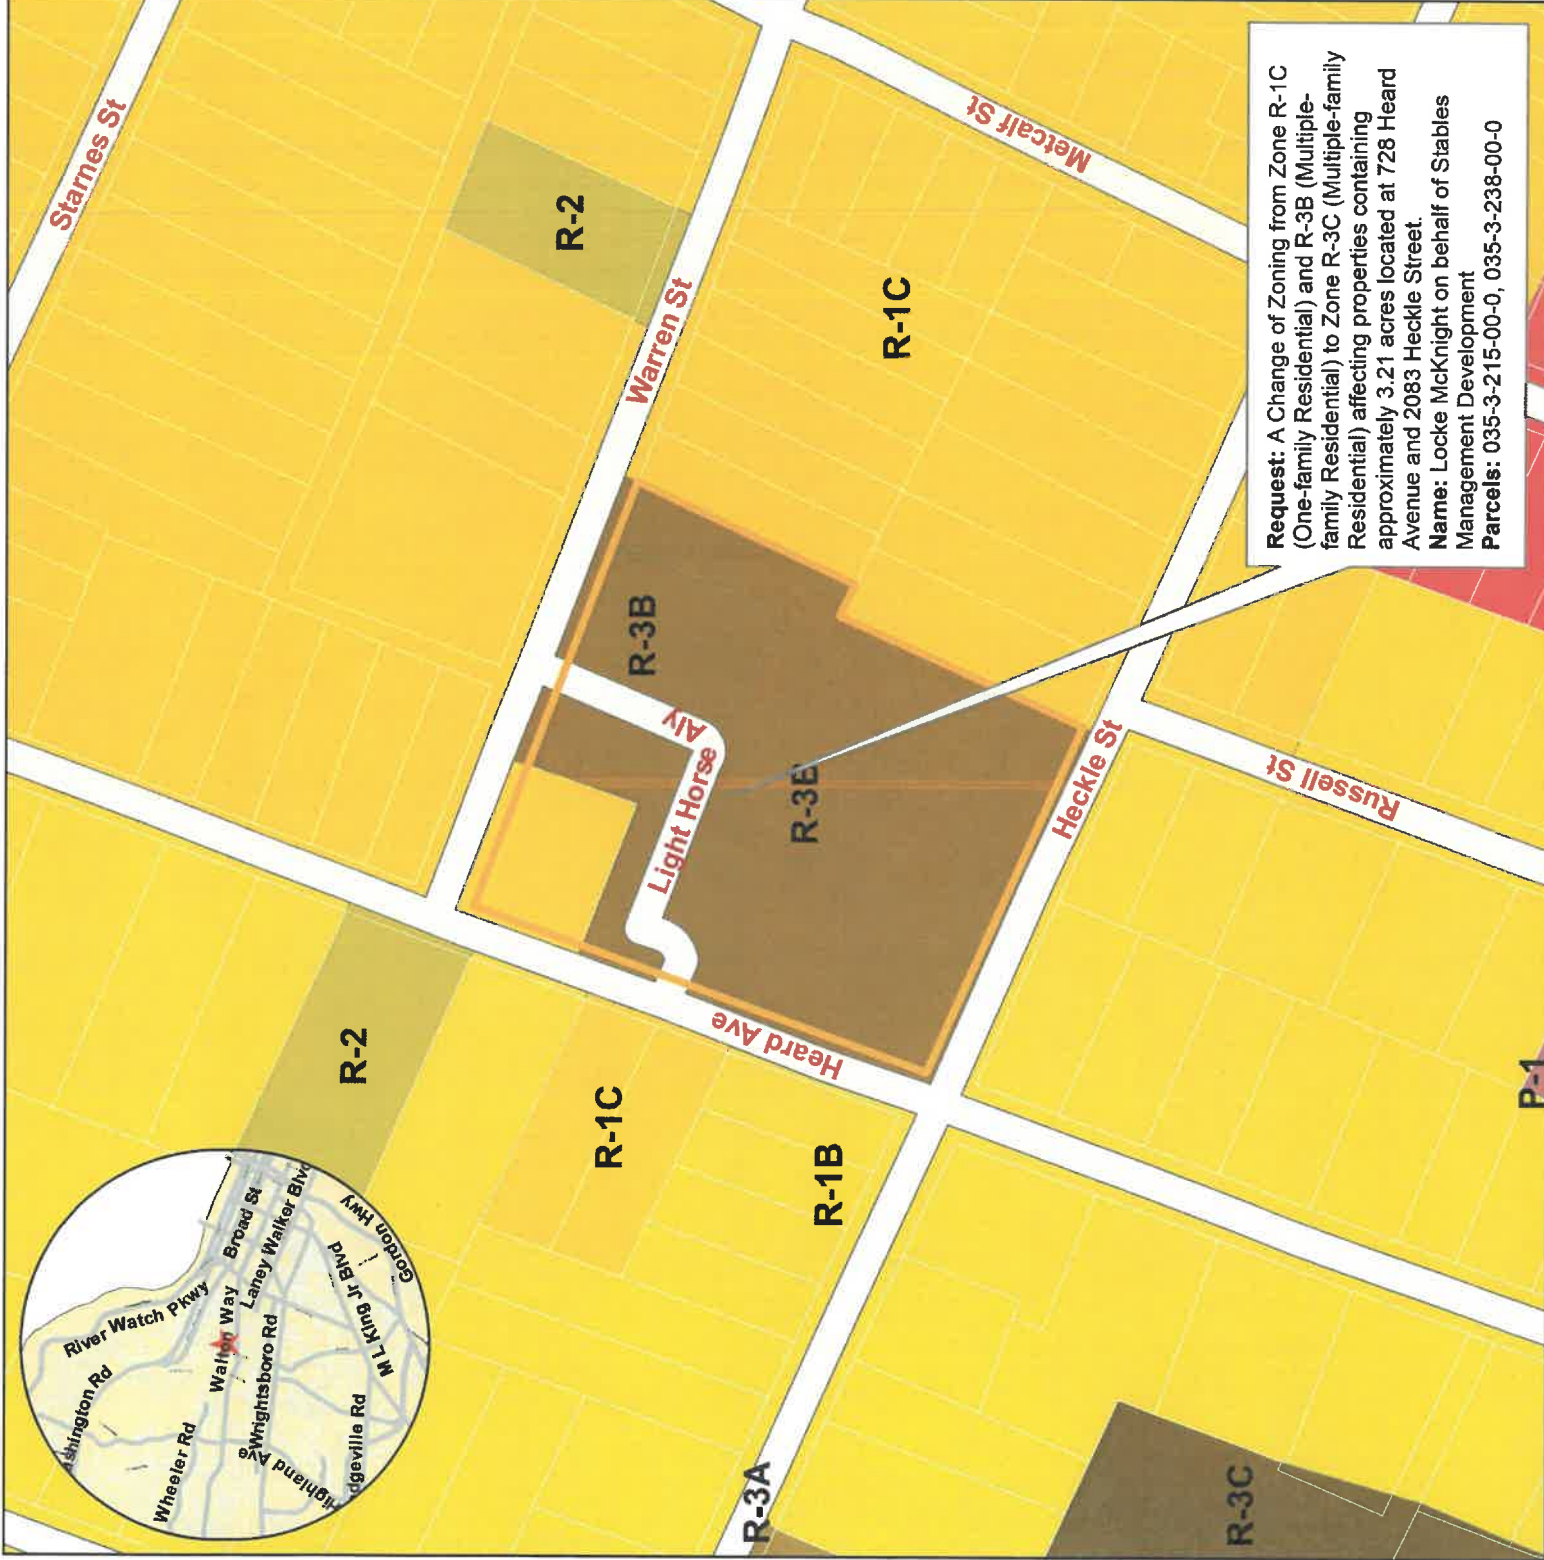 Starnes St
R-2
Warren St
Metcalf St
R-1C
R-3B
Light Horse Aly
R-3B
Heckle St
Russell St
Heard Ave
R-2
R-1C
R-1B
R-3A
R-3C
P-1
River Watch Pkwy
Broad St
Laney Walker Blvd
Gordon Hwy
M L King Jr Blvd
Walton Way
Wrightsboro Rd
shington Rd
Wheeler Rd
Highland Ave
dgeville Rd
Request: A Change of Zoning from Zone R-1C
(One-family Residential) and R-3B (Multiple-
family Residential) to Zone R-3C (Multiple-family
Residential) affecting properties containing
approximately 3.21 acres located at 728 Heard
Avenue and 2083 Heckle Street.
Name: Locke McKnight on behalf of Stables
Management Development
Parcels: 035-3-215-00-0, 035-3-238-00-0